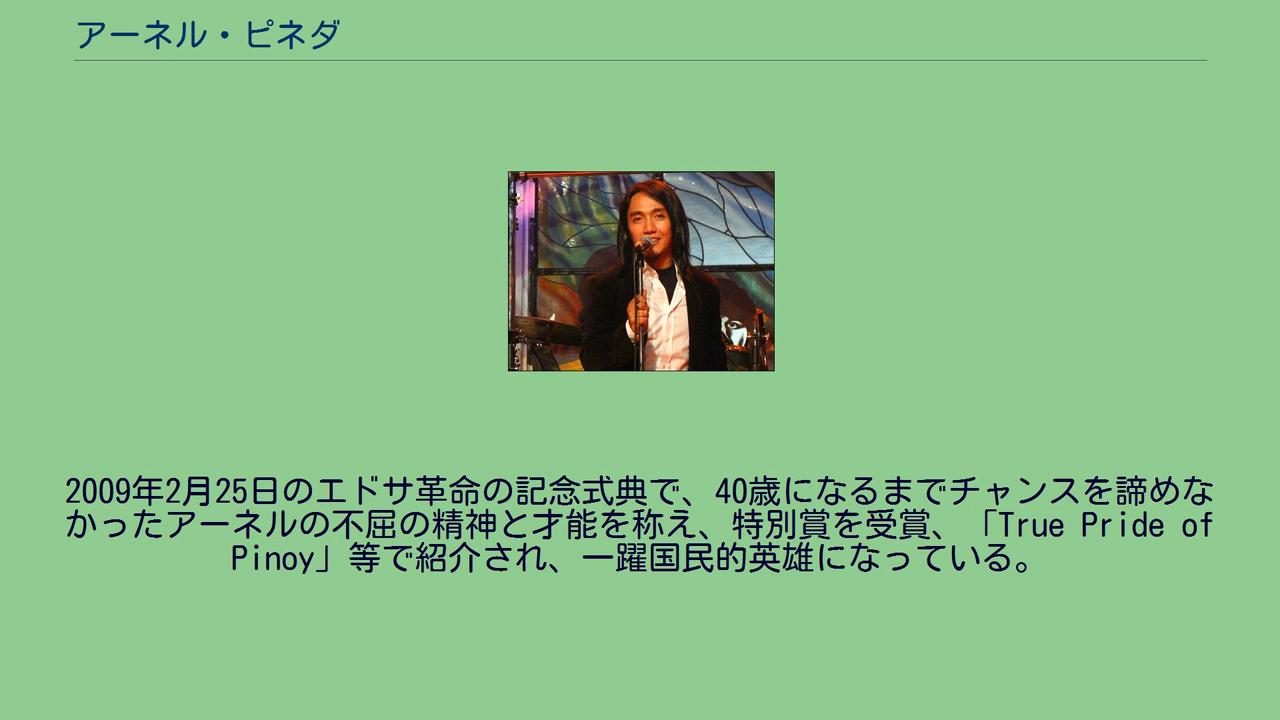 アーネル・ピネダ
2009年2月25日のエドサ革命の記念式典で、40歳になるまでチャンスを諦めな
かったアーネルの不屈の精神と才能を称え、特別賞を受賞、「True Pride of
Pinoy」等で紹介され、一躍国民的英雄になっている。